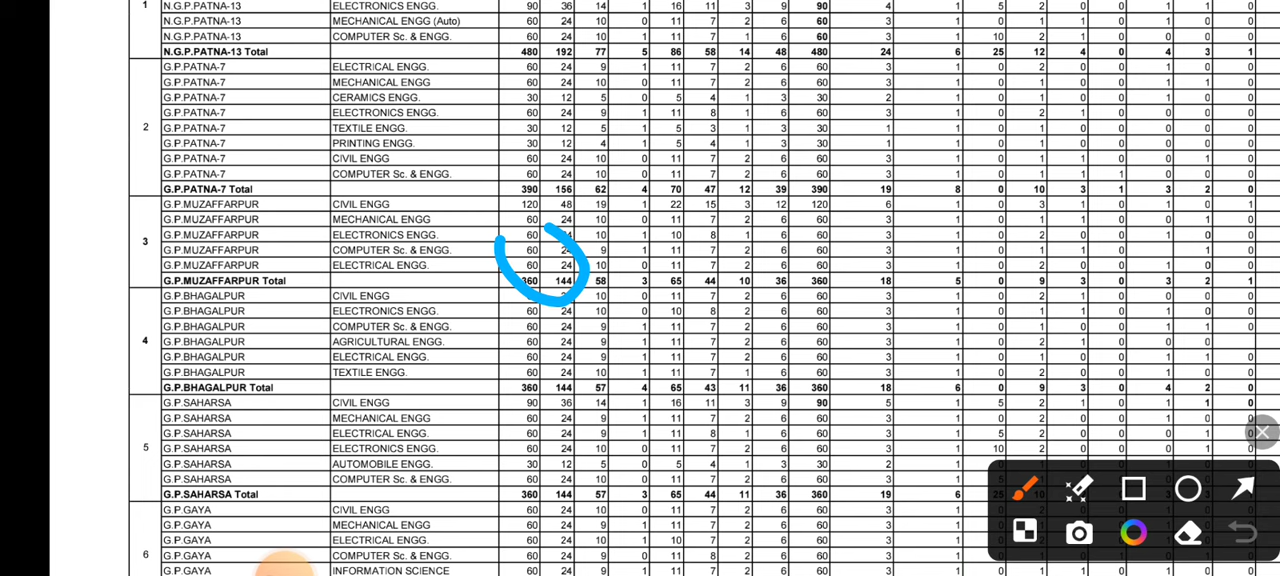 1 N.G.P.PATNA-13 ELECTRONICS ENGG. 90 36 14 1 16 11 3 9 90 4 1 5 2 0 0 1 1 0
N.G.P.PATNA-13 MECHANICAL ENGG (Auto) 60 24 10 0 11 7 2 6 60 3 1 0 1 1 0 1 0 0
N.G.P.PATNA-13 COMPUTER Sc. & ENGG. 60 24 10 1 11 7 2 6 60 3 1 10 2 1 0 0 0
N.G.P.PATNA-13 Total 480 192 77 5 86 58 14 48 480 24 6 25 12 4 0 4 3 1
G.P.PATNA-7 ELECTRICAL ENGG. 60 24 9 1 11 7 2 6 60 3 1 0 2 0 0 1 0 0
G.P.PATNA-7 MECHANICAL ENGG 60 24 10 0 11 7 2 6 60 3 1 0 1 0 0 1 1 0
G.P.PATNA-7 CERAMICS ENGG. 30 12 5 0 5 4 1 3 30 2 1 0 1 0 0 0 0 0
G.P.PATNA-7 ELECTRONICS ENGG. 60 24 9 1 11 8 1 6 60 3 1 0 2 1 0 0 0 0
2 G.P.PATNA-7 TEXTILE ENGG. 30 12 5 1 5 3 1 3 30 1 1 0 1 0 0 1 0 0
G.P.PATNA-7 PRINTING ENGG. 30 12 4 1 5 4 1 3 30 1 1 0 1 0 0 0 0 0
G.P.PATNA-7 CIVIL ENGG 60 24 10 0 11 7 2 6 60 3 1 0 1 1 0 0 1 0
G.P.PATNA-7 COMPUTER Sc. & ENGG. 60 24 10 0 11 7 2 6 60 3 1 0 1 1 1 0 0 0
G.P.PATNA-7 Total 390 156 62 4 70 47 12 39 390 19 8 0 10 3 1 3 2 0
G.P.MUZAFFARPUR CIVIL ENGG 120 48 19 1 22 15 3 12 120 6 1 0 3 1 0 1 0 1
G.P.MUZAFFARPUR MECHANICAL ENGG 60 24 10 0 11 7 2 6 60 3 1 0 1 1 0 0 1 0
3 G.P.MUZAFFARPUR ELECTRONICS ENGG. 60 10 1 10 8 1 6 60 3 1 0 2 0 0 1 0 0
G.P.MUZAFFARPUR COMPUTER Sc. & ENGG. 60 9 1 11 7 2 6 60 3 1 0 1 1 0 1 0
G.P.MUZAFFARPUR ELECTRICAL ENGG. 60 24 10 0 11 7 2 6 60 3 1 0 2 0 0 1 0 0
G.P.MUZAFFARPUR Total 360 144 58 3 65 44 10 36 360 18 5 0 9 3 0 3 2 1
G.P.BHAGALPUR CIVIL ENGG 10 0 11 7 2 6 60 3 1 0 2 1 0 1 0 0
G.P.BHAGALPUR ELECTRONICS ENGG. 60 24 10 0 10 8 2 6 60 3 1 0 1 0 0 1 1 0
G.P.BHAGALPUR COMPUTER Sc. & ENGG. 60 24 9 1 11 7 2 6 60 3 1 0 1 1 0 0 0 0
4 G.P.BHAGALPUR AGRICULTURAL ENGG. 60 24 9 1 11 7 2 6 60 3 1 0 2 1 0 1 0
G.P.BHAGALPUR ELECTRICAL ENGG. 60 24 9 1 11 7 2 6 60 3 1 0 1 0 0 1 1 0
G.P.BHAGALPUR TEXTILE ENGG. 60 24 10 1 11 7 1 6 60 3 1 0 2 1 0 0 0 0
G.P.BHAGALPUR Total 360 144 57 4 65 43 11 36 360 18 6 0 9 3 0 4 2 0
G.P.SAHARSA CIVIL ENGG 90 36 14 1 16 11 3 9 90 5 1 5 2 1 0 1 1 0
G.P.SAHARSA MECHANICAL ENGG 60 24 9 1 11 7 2 6 60 3 1 0 2 0 0 1 0 0
G.P.SAHARSA ELECTRICAL ENGG. 60 24 9 1 11 8 1 6 60 3 1 5 2 0 0 0 1
5 G.P.SAHARSA ELECTRONICS ENGG. 60 24 10 0 11 7 2 6 60 3 1 10 1 0 0 0 1
G.P.SAHARSA AUTOMOBILE ENGG. 30 12 5 0 5 4 1 3 30 2 1
G.P.SAHARSA COMPUTER Sc. & ENGG. 60 24 10 0 11 7 2 6 60 3 1
G.P.SAHARSA Total 360 144 57 3 65 44 11 36 360 19 6
G.P.GAYA CIVIL ENGG 60 24 10 0 11 7 2 6 60 3 1
G.P.GAYA MECHANICAL ENGG 60 24 9 1 11 7 2 6 60 3 1
G.P.GAYA ELECTRICAL ENGG. 60 24 10 1 10 7 2 6 60 3 1
6 G.P.GAYA COMPUTER Sc. & ENGG. 60 24 9 0 11 8 2 6 60 3 1
G.P.GAYA INFORMATION SCIENCE 60 24 9 1 11 7 2 6 60 3 1 0 1 0 0 1 1 0